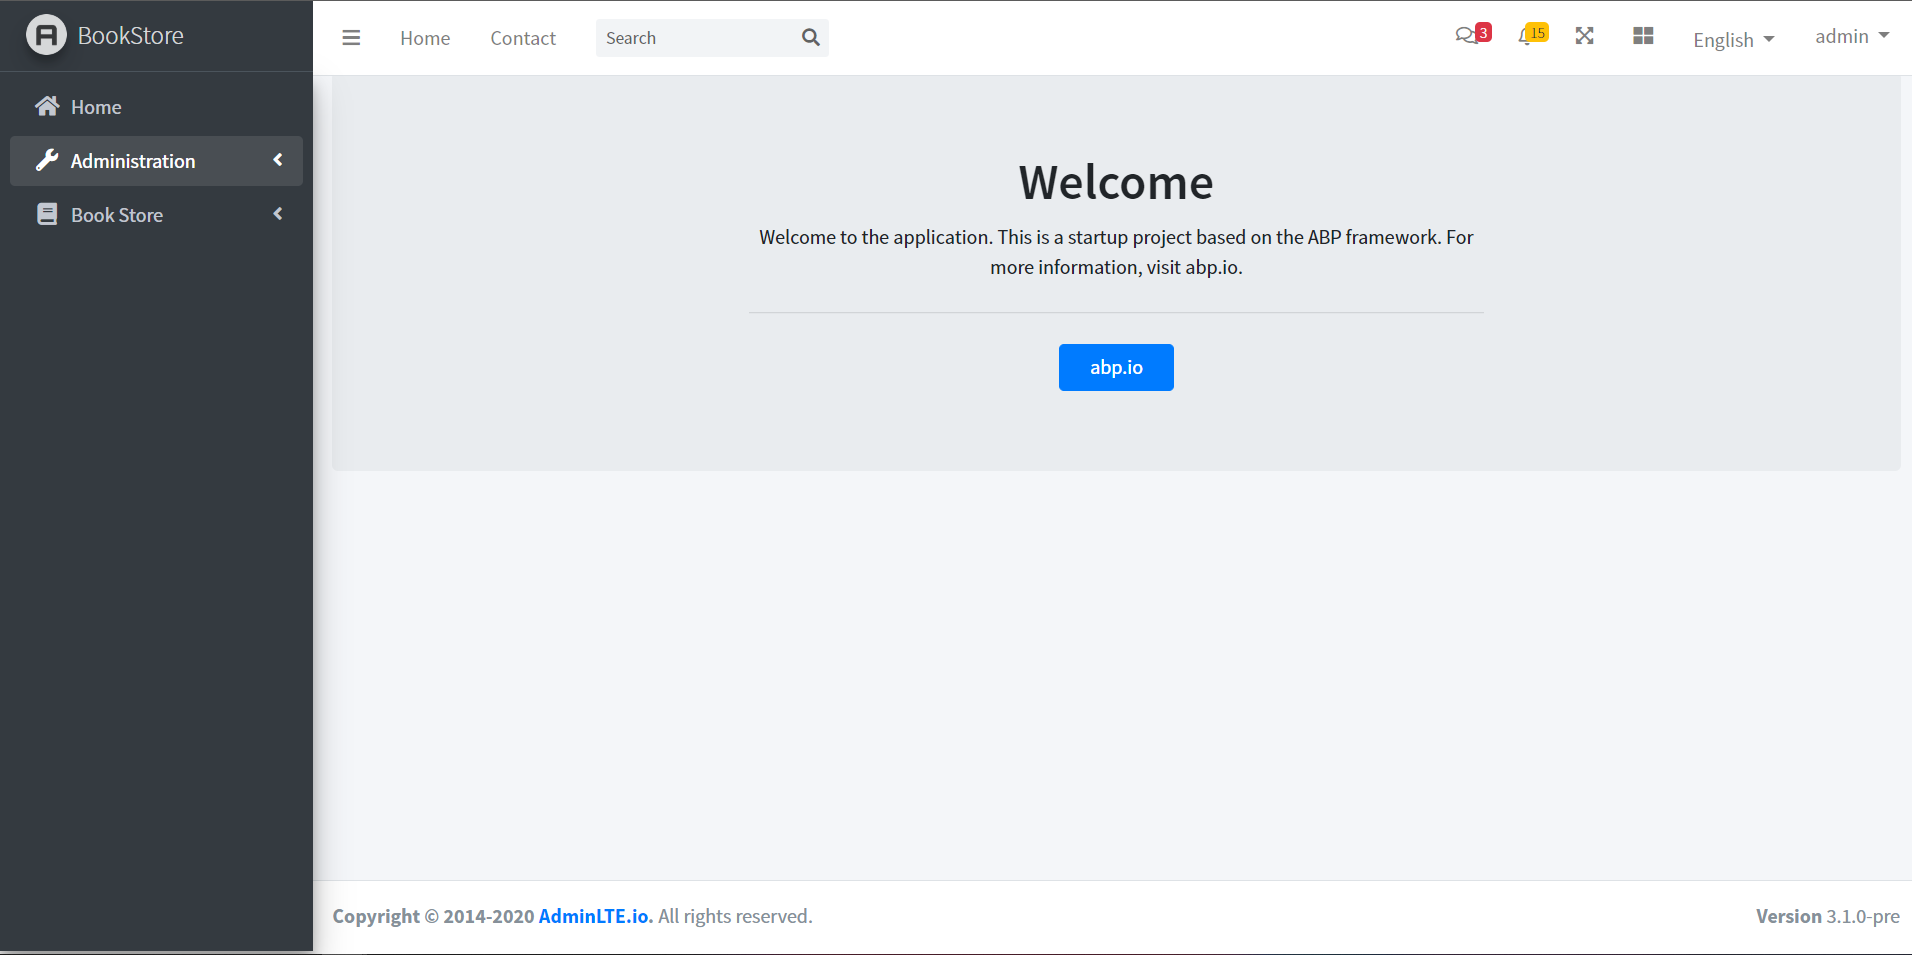 BookStore
Home
Administration
Book Store
Home Contact Search 3 15 English admin
Welcome
Welcome to the application. This is a startup project based on the ABP framework. For
more information, visit abp.io.
abp.io
Copyright © 2014-2020 AdminLTE.io. All rights reserved.
Version 3.1.0-pre